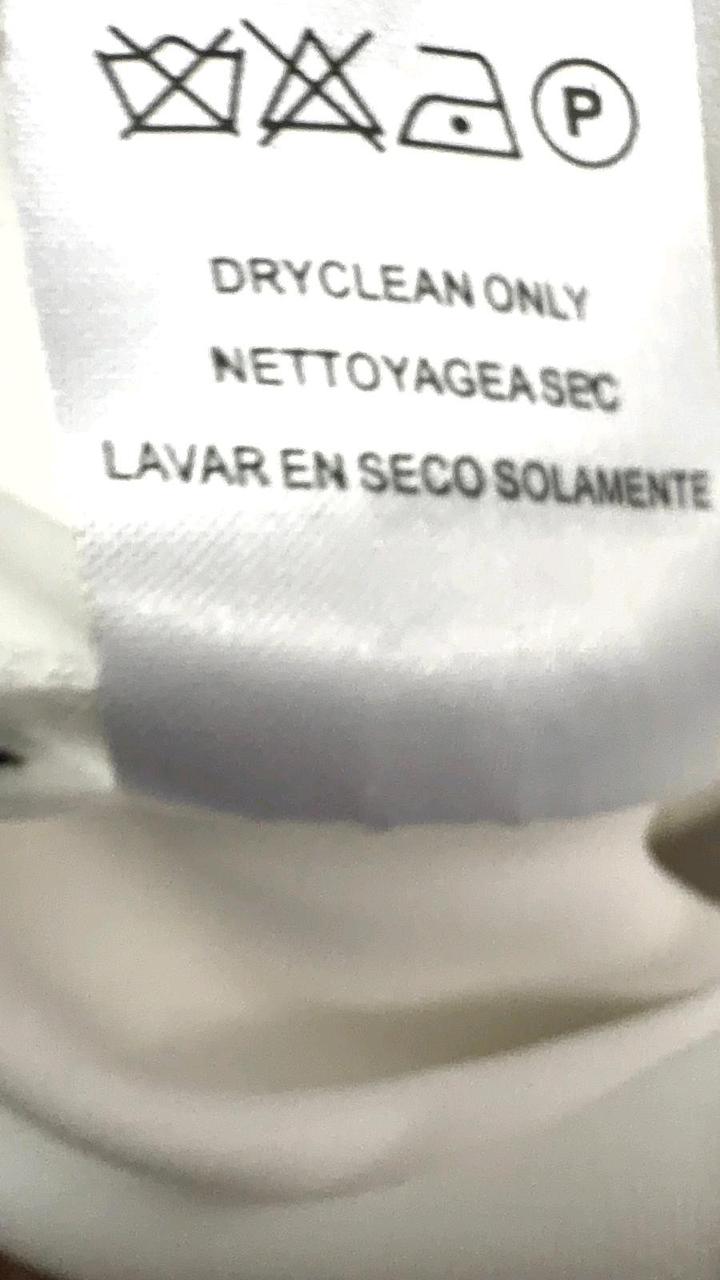 P
DRYCLEAN ONLY
NETTOYAGEASEC
LAVAR EN SECO SOLAMENTE